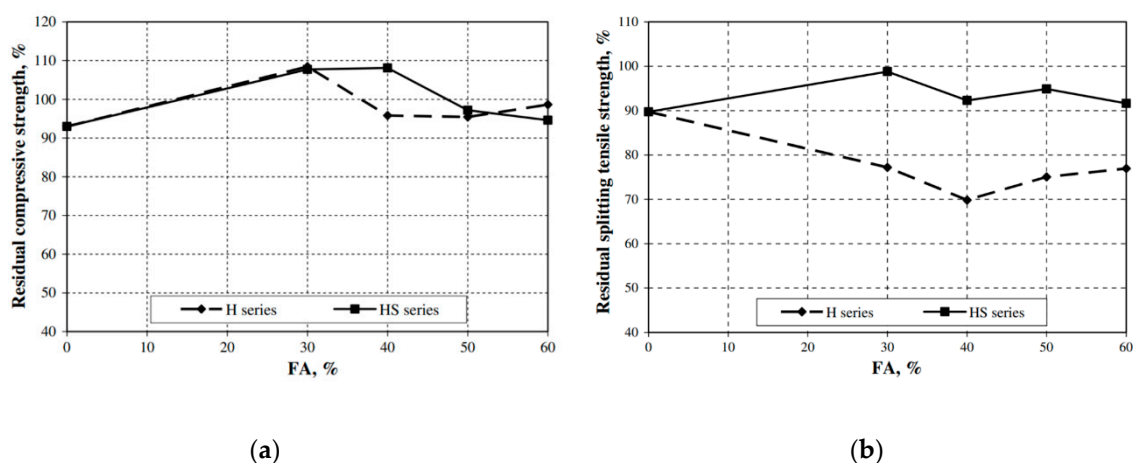 Residual compressive strength, %
120
110
100
90
80
70
60
50
40
H series
HS series
0 10 20 30 40 50 60
FA, %
(a)
Residual splitting tensile strength, %
110
100
90
80
70
60
50
40
H series
HS series
0 10 20 30 40 50 60
FA, %
(b)